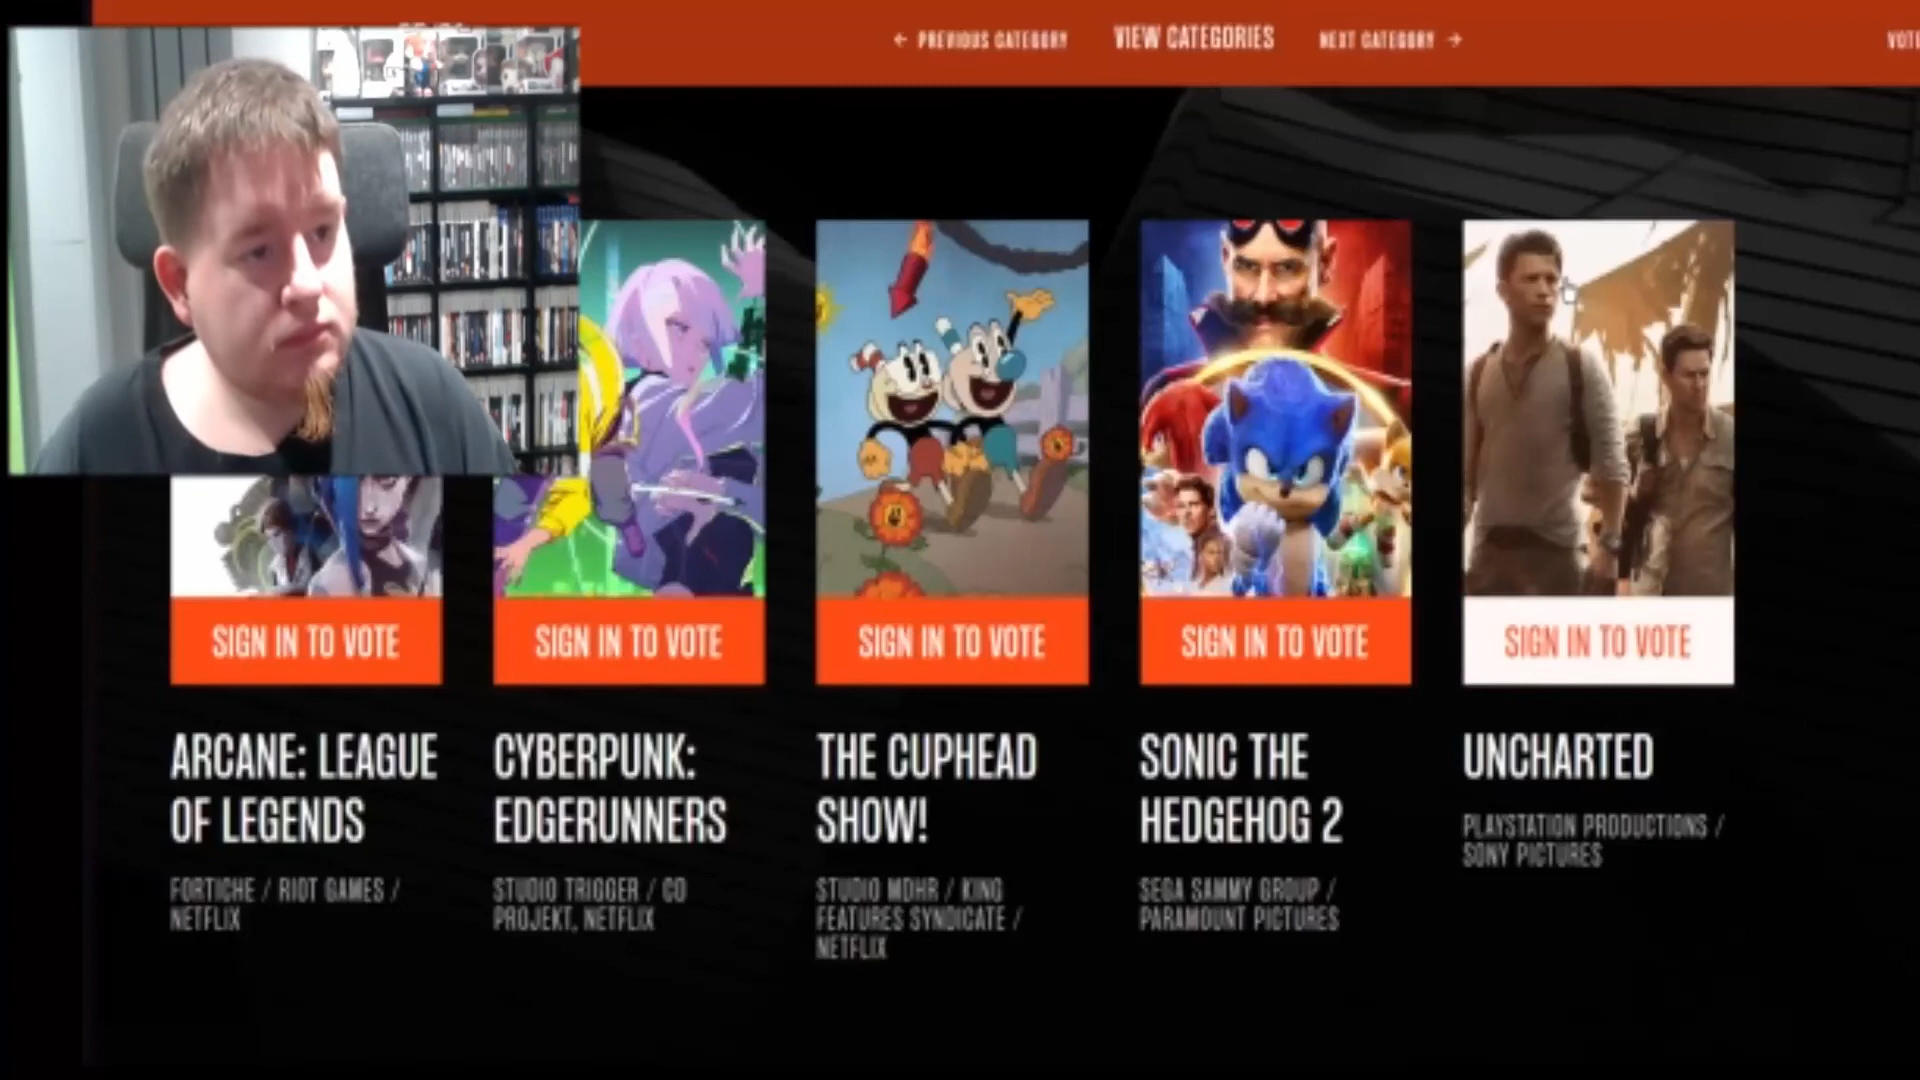 ← PREVIOUS CATEGORY
VIEW CATEGORIES
NEXT CATEGORY →
SIGN IN TO VOTE
SIGN IN TO VOTE
SIGN IN TO VOTE
SIGN IN TO VOTE
SIGN IN TO VOTE
ARCANE: LEAGUE
OF LEGENDS
FORTICHE / RIOT GAMES /
NETFLIX
CYBERPUNK:
EDGERUNNERS
STUDIO TRIGGER / CD
PROJEKT, NETFLIX
THE CUPHEAD
SHOW!
STUDIO MDHR / KING
FEATURES SYNDICATE /
NETFLIX
SONIC THE
HEDGEHOG 2
SEGA SAMMY GROUP /
PARAMOUNT PICTURES
UNCHARTED
PLAYSTATION PRODUCTIONS /
SONY PICTURES